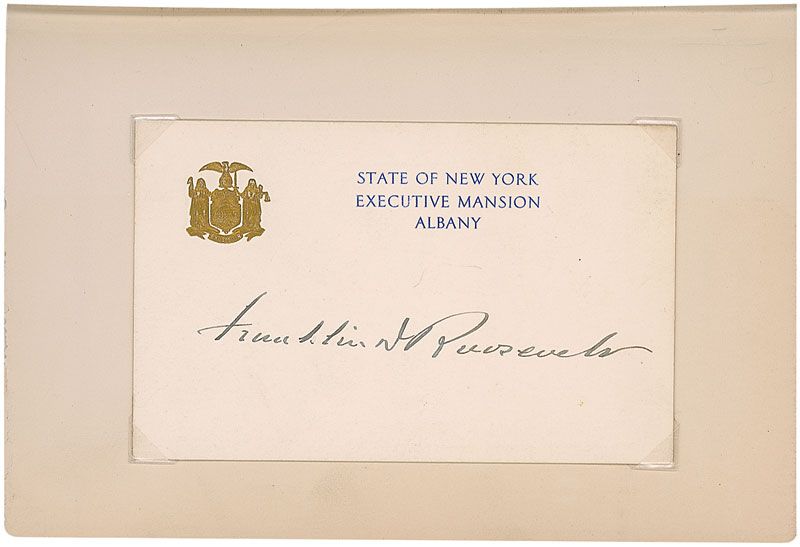 STATE OF NEW YORK
EXECUTIVE MANSION
ALBANY
Franklin D Roosevelt